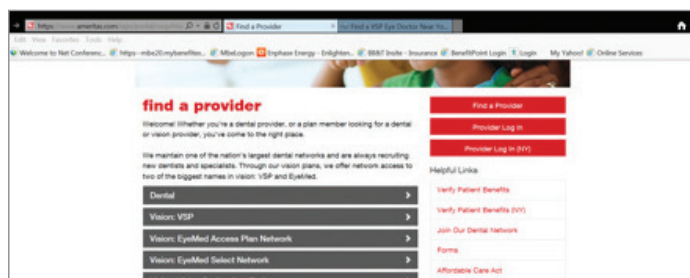 https ameritas.com
Find a Provider
Find a VSP Eye Doctor Near Yo...
Edit View Favorites Tools Help
Welcome to Net Conferenc... https--mbe20.mybenefitex... MbeLogon Enphase Energy - Enlighten... BB&T Insite - Insurance BenefitPoint Login Login My Yahoo! Online Services
find a provider
Welcome! Whether you're a dental provider, or a plan member looking for a dental
or vision provider, you've come to the right place.
We maintain one of the nation's largest dental networks and are always recruiting
new dentists and specialists. Through our vision plans, we offer network access to
two of the biggest names in vision: VSP and EyeMed.
Dental
Vision: VSP
Vision: EyeMed Access Plan Network
Vision: EyeMed Select Network
Find a Provider
Provider Log In
Provider Log In (NY)
Helpful Links
Verify Patient Benefits
Verify Patient Benefits (NY)
Join Our Dental Network
Forms
Affordable Care Act